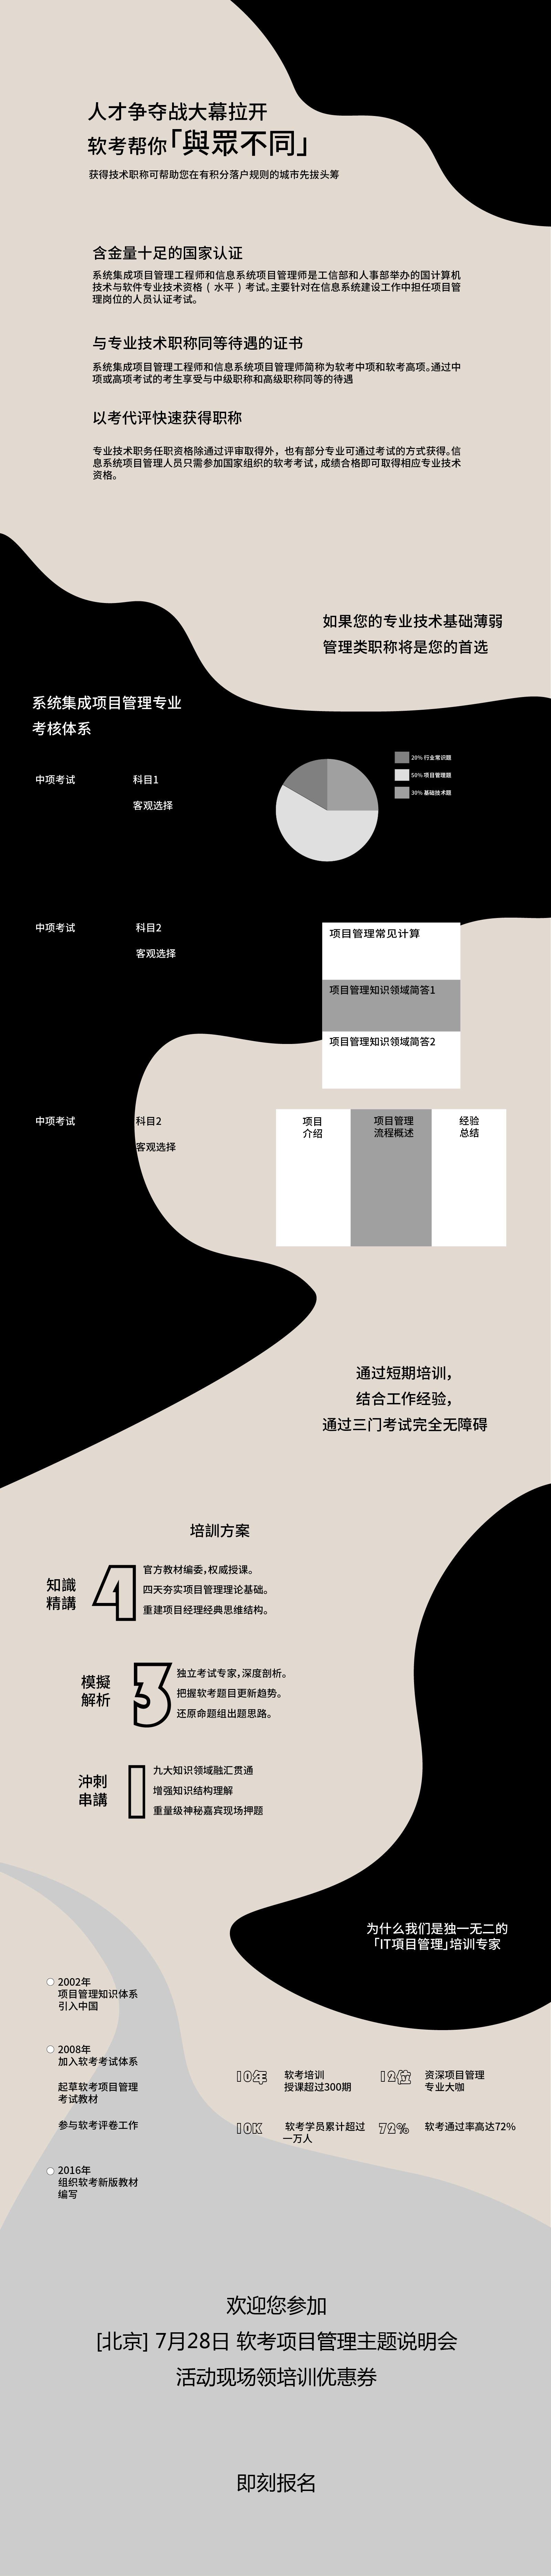 人才争夺战大幕拉开
软考帮你「與眾不同」
获得技术职称可帮助您在有积分落户规则的城市先拔头筹
含金量十足的国家认证
系统集成项目管理工程师和信息系统项目管理师是工信部和人事部举办的国计算机
技术与软件专业技术资格（水平）考试。主要针对在信息系统建设工作中担任项目管
理岗位的人员认证考试。
与专业技术职称同等待遇的证书
系统集成项目管理工程师和信息系统项目管理师简称为软考中项和软考高项。通过中
项或高项考试的考生享受与中级职称和高级职称同等的待遇
以考代评快速获得职称
专业技术职务任职资格除通过评审取得外，也有部分专业可通过考试的方式获得。信
息系统项目管理人员只需参加国家组织的软考考试，成绩合格即可取得相应专业技术
资格。
如果您的专业技术基础薄弱
管理类职称将是您的首选
系统集成项目管理专业
考核体系
中项考试
科目1
客观选择
20% 行业常识题
50% 项目管理题
30% 基础技术题
中项考试
科目2
客观选择
项目管理常见计算
项目管理知识领域简答1
项目管理知识领域简答2
中项考试
科目2
客观选择
项目
介绍
项目管理
流程概述
经验
总结
通过短期培训，
结合工作经验，
通过三门考试完全无障碍
培訓方案
知識
精講
4
官方教材编委，权威授课。
四天夯实项目管理理论基础。
重建项目经理经典思维结构。
模擬
解析
3
独立考试专家，深度剖析。
把握软考题目更新趋势。
还原命题组出题思路。
沖刺
串講
1
九大知识领域融汇贯通
增强知识结构理解
重量级神秘嘉宾现场押题
为什么我们是独一无二的
「IT項目管理」培训专家
2002年
项目管理知识体系
引入中国
2008年
加入软考考试体系
起草软考项目管理
考试教材
参与软考评卷工作
2016年
组织软考新版教材
编写
10年
软考培训
授课超过300期
12位
资深项目管理
专业大咖
10K
软考学员累计超过
一万人
72%
软考通过率高达72%
欢迎您参加
[北京] 7月28日 软考项目管理主题说明会
活动现场领培训优惠券
即刻报名